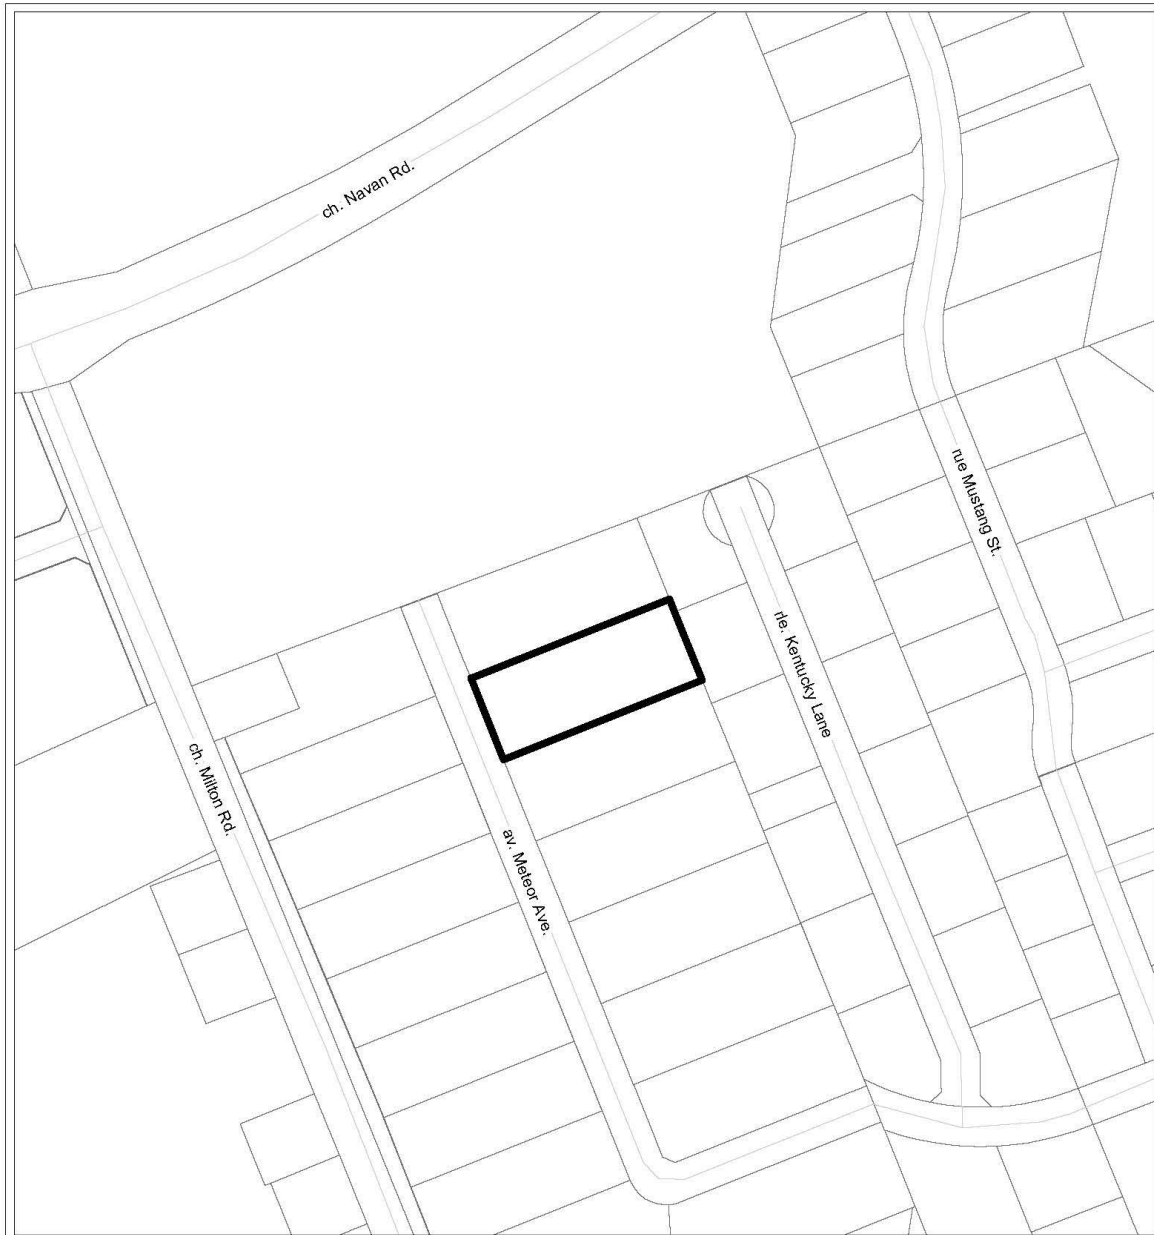 ch. Navan Rd.
rue Mustang St.
rle. Kentucky Lane
ch. Milton Rd.
av. Meteor Ave.